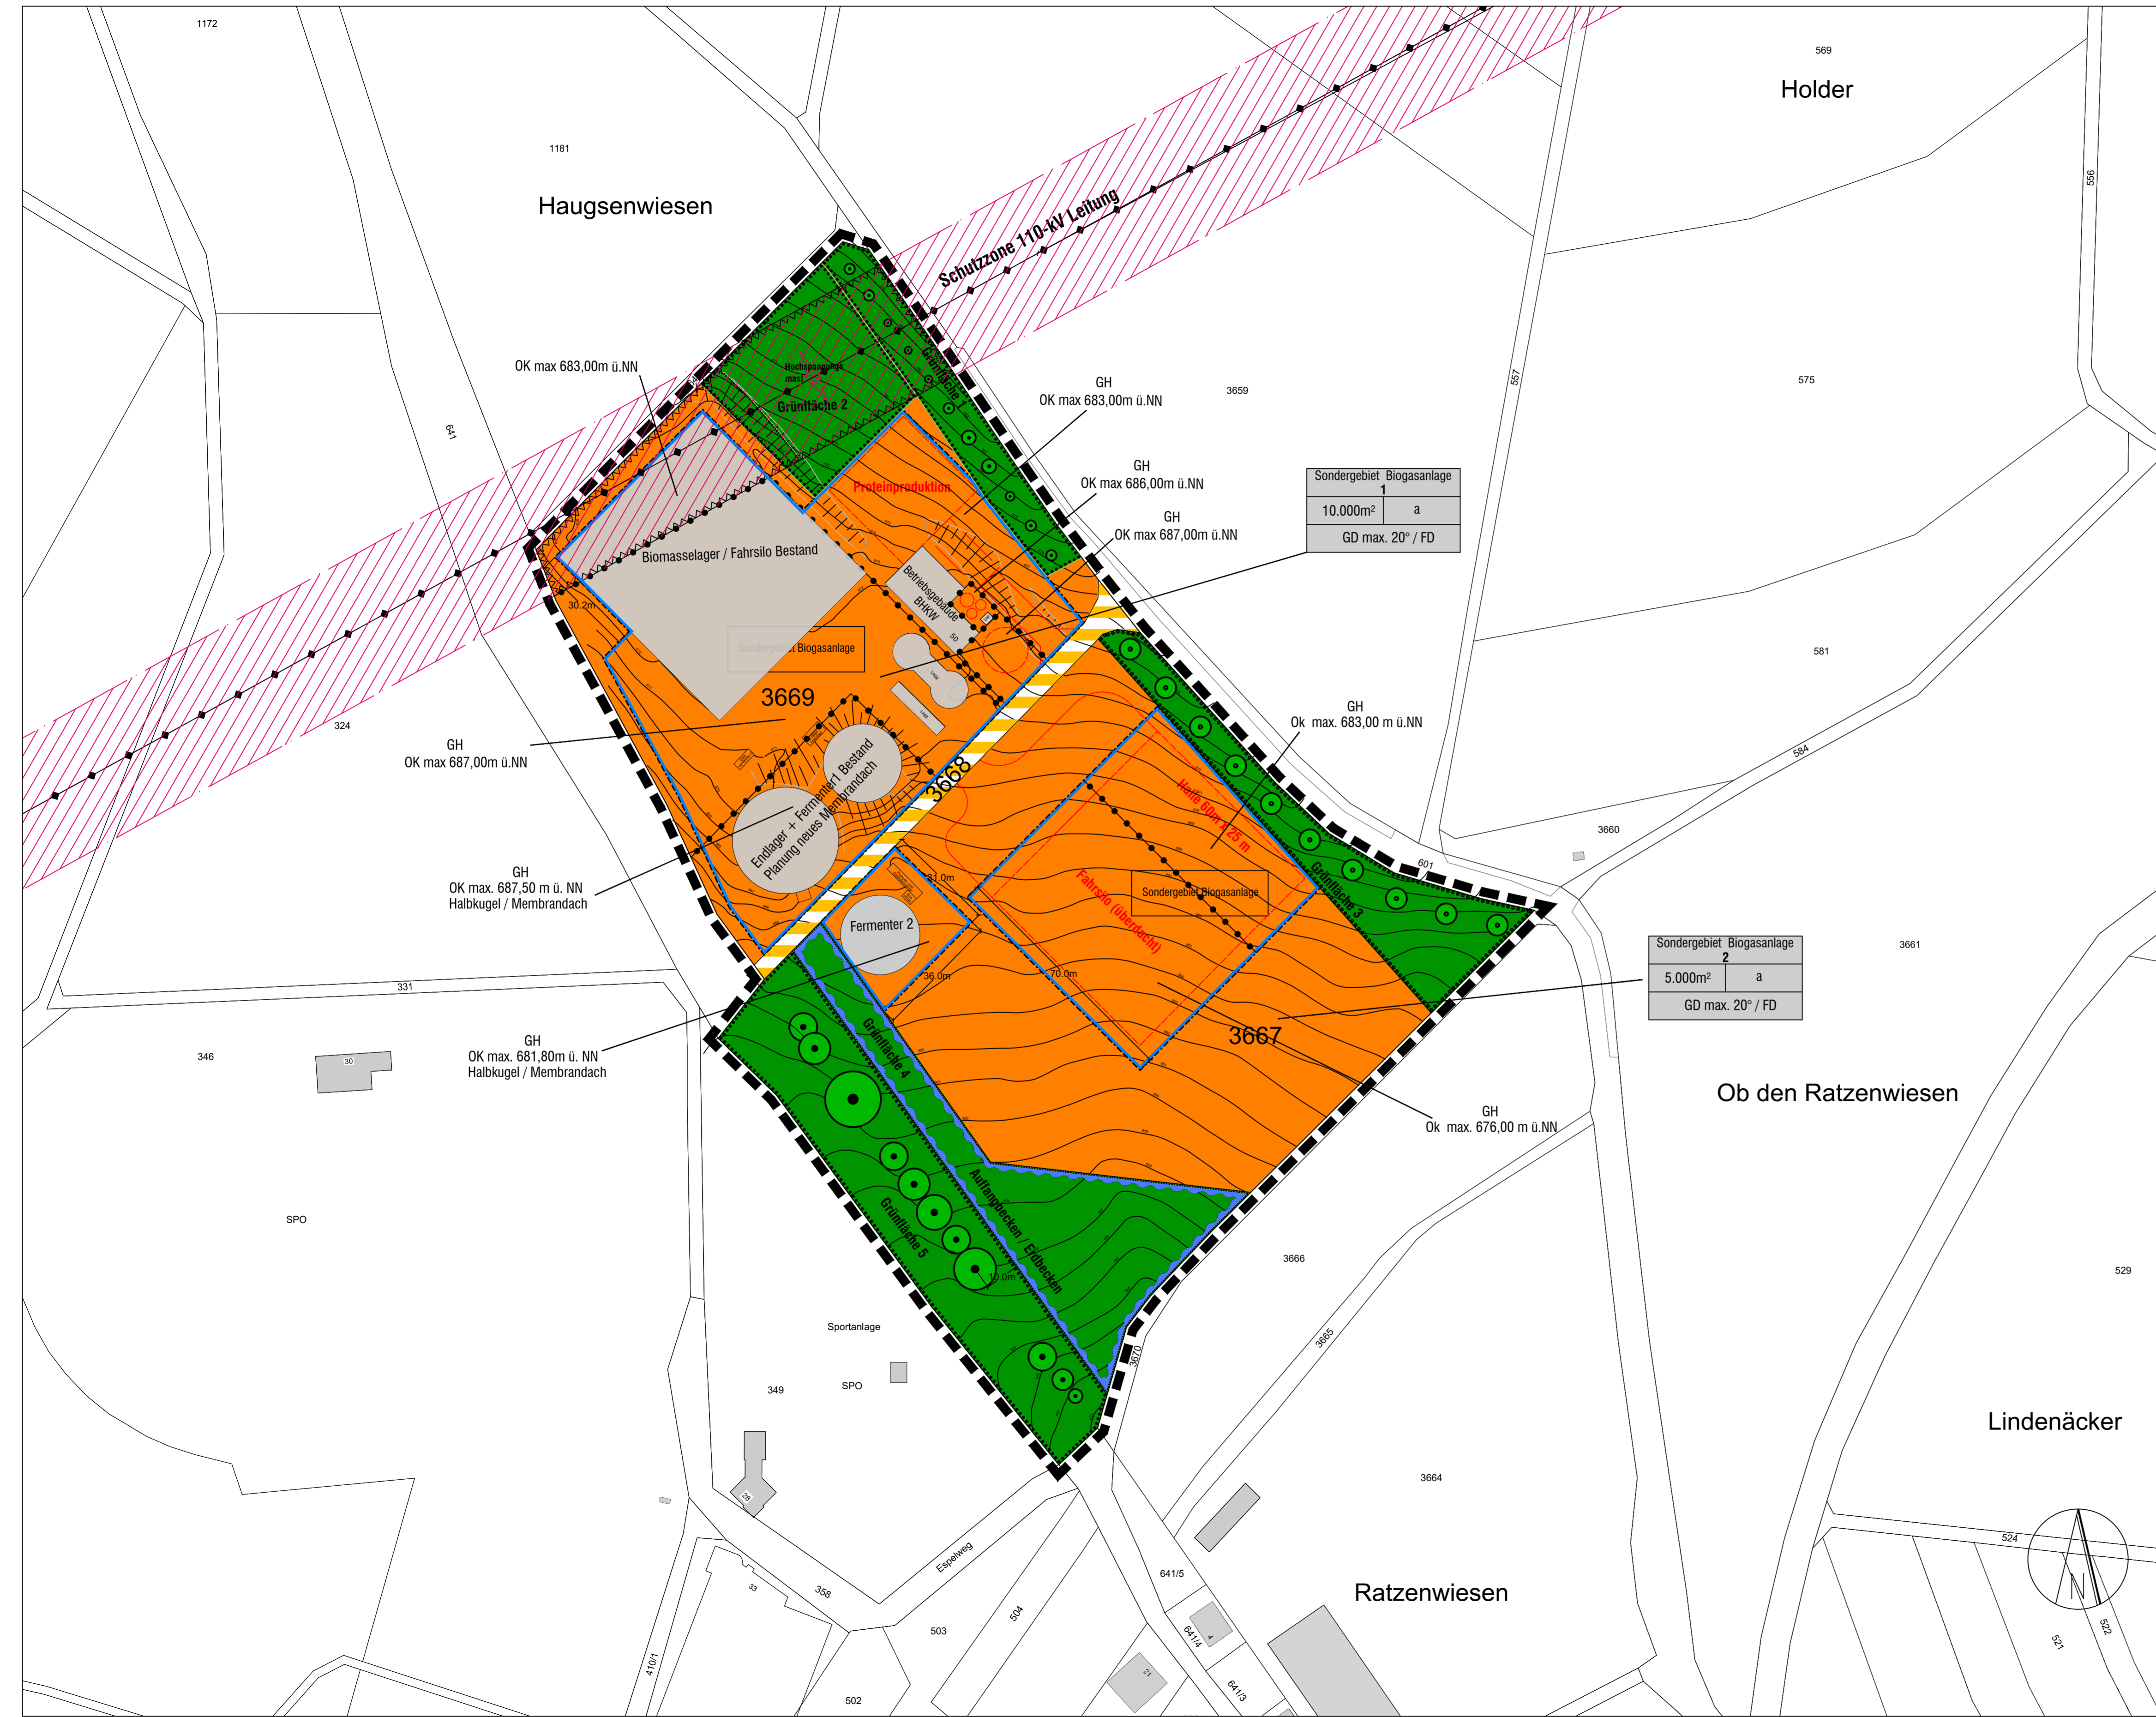 1172
569
Holder
1181
Haugsenwiesen
556
Schutzzone 110-kV Leitung
OK max 683,00m ü.NN
Hochspannungs
mast
Grünfläche 2
Grünfläche 1
GH
OK max 683,00m ü.NN
3659
557
575
641
GH
OK max 686,00m ü.NN
Proteinproduktion
GH
OK max 687,00m ü.NN
Sondergebiet Biogasanlage
1
10.000m²
a
GD max. 20° / FD
Biomasselager / Fahrsilo Bestand
Betriebsgebäude
BHKW
50
30.2m
Sondergebiet Biogasanlage
581
3669
324
GH
OK max 687,00m ü.NN
GH
Ok max. 683,00 m ü.NN
584
3668
Endlager + Fermenter1 Bestand
Planung neues Membrandach
Halle 60m x 25 m
3660
601
GH
OK max. 687,50 m ü. NN
Halbkugel / Membrandach
31.0m
Fahrsilo (überdacht)
Sondergebiet Biogasanlage
Grünfläche 3
Fermenter 2
36.0m
70.0m
3661
Sondergebiet Biogasanlage
2
5.000m²
a
GD max. 20° / FD
331
346
30
GH
OK max. 681,80m ü. NN
Halbkugel / Membrandach
Grünfläche 4
3667
Ob den Ratzenwiesen
GH
Ok max. 676,00 m ü.NN
SPO
Grünfläche 5
Auffangbecken / Erdbecken
10.0m
3666
529
Sportanlage
3665
3670
349
SPO
Lindenäcker
28
3664
524
Espelweg
33
358
641/5
Ratzenwiesen
N
504
503
641/4
4
522
521
410/1
21
641/3
502